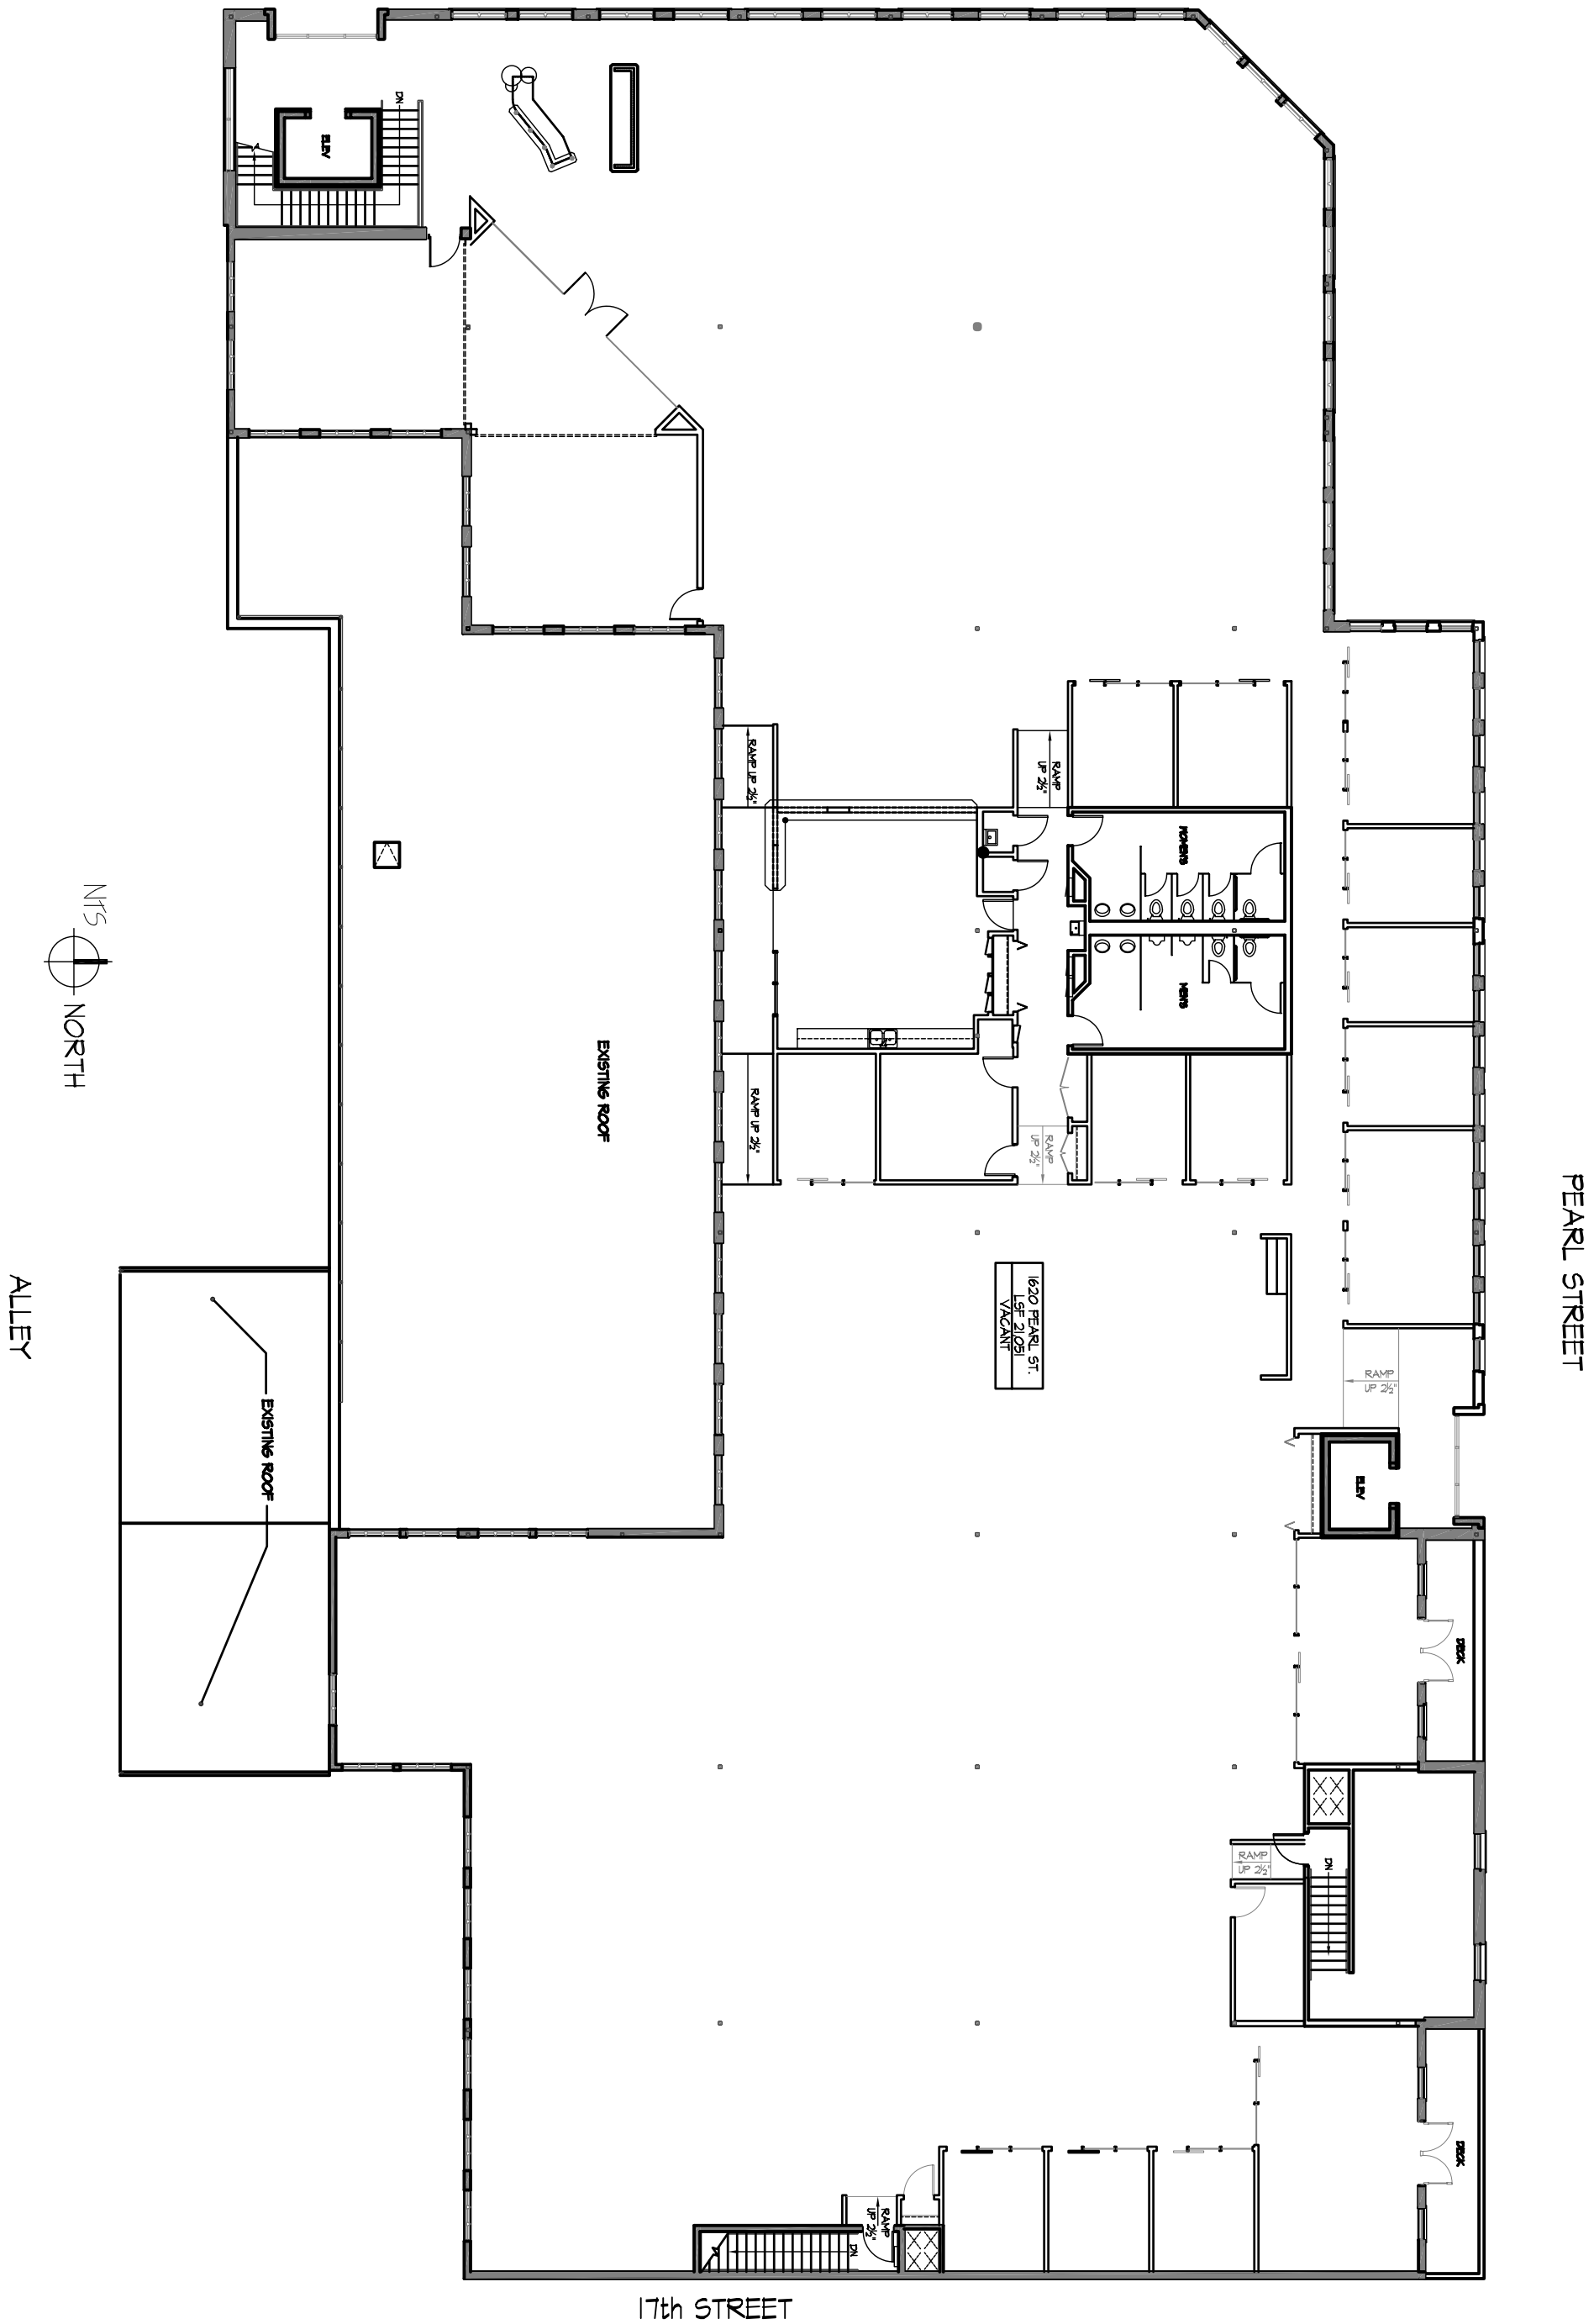 DN
ELEV
RAMP UP 2½"
RAMP
UP 2½"
WOMEN'S
MEN'S
NTS
NORTH
EXISTING ROOF
RAMP UP 2½"
RAMP
UP 2½"
PEARL STREET
1620 PEARL ST.
LSF 21,051
VACANT
ALLEY
RAMP
UP 2½"
EXISTING ROOF
ELEV
DECK
RAMP
UP 2½"
DN
DECK
RAMP
UP 2½"
DN
17th STREET